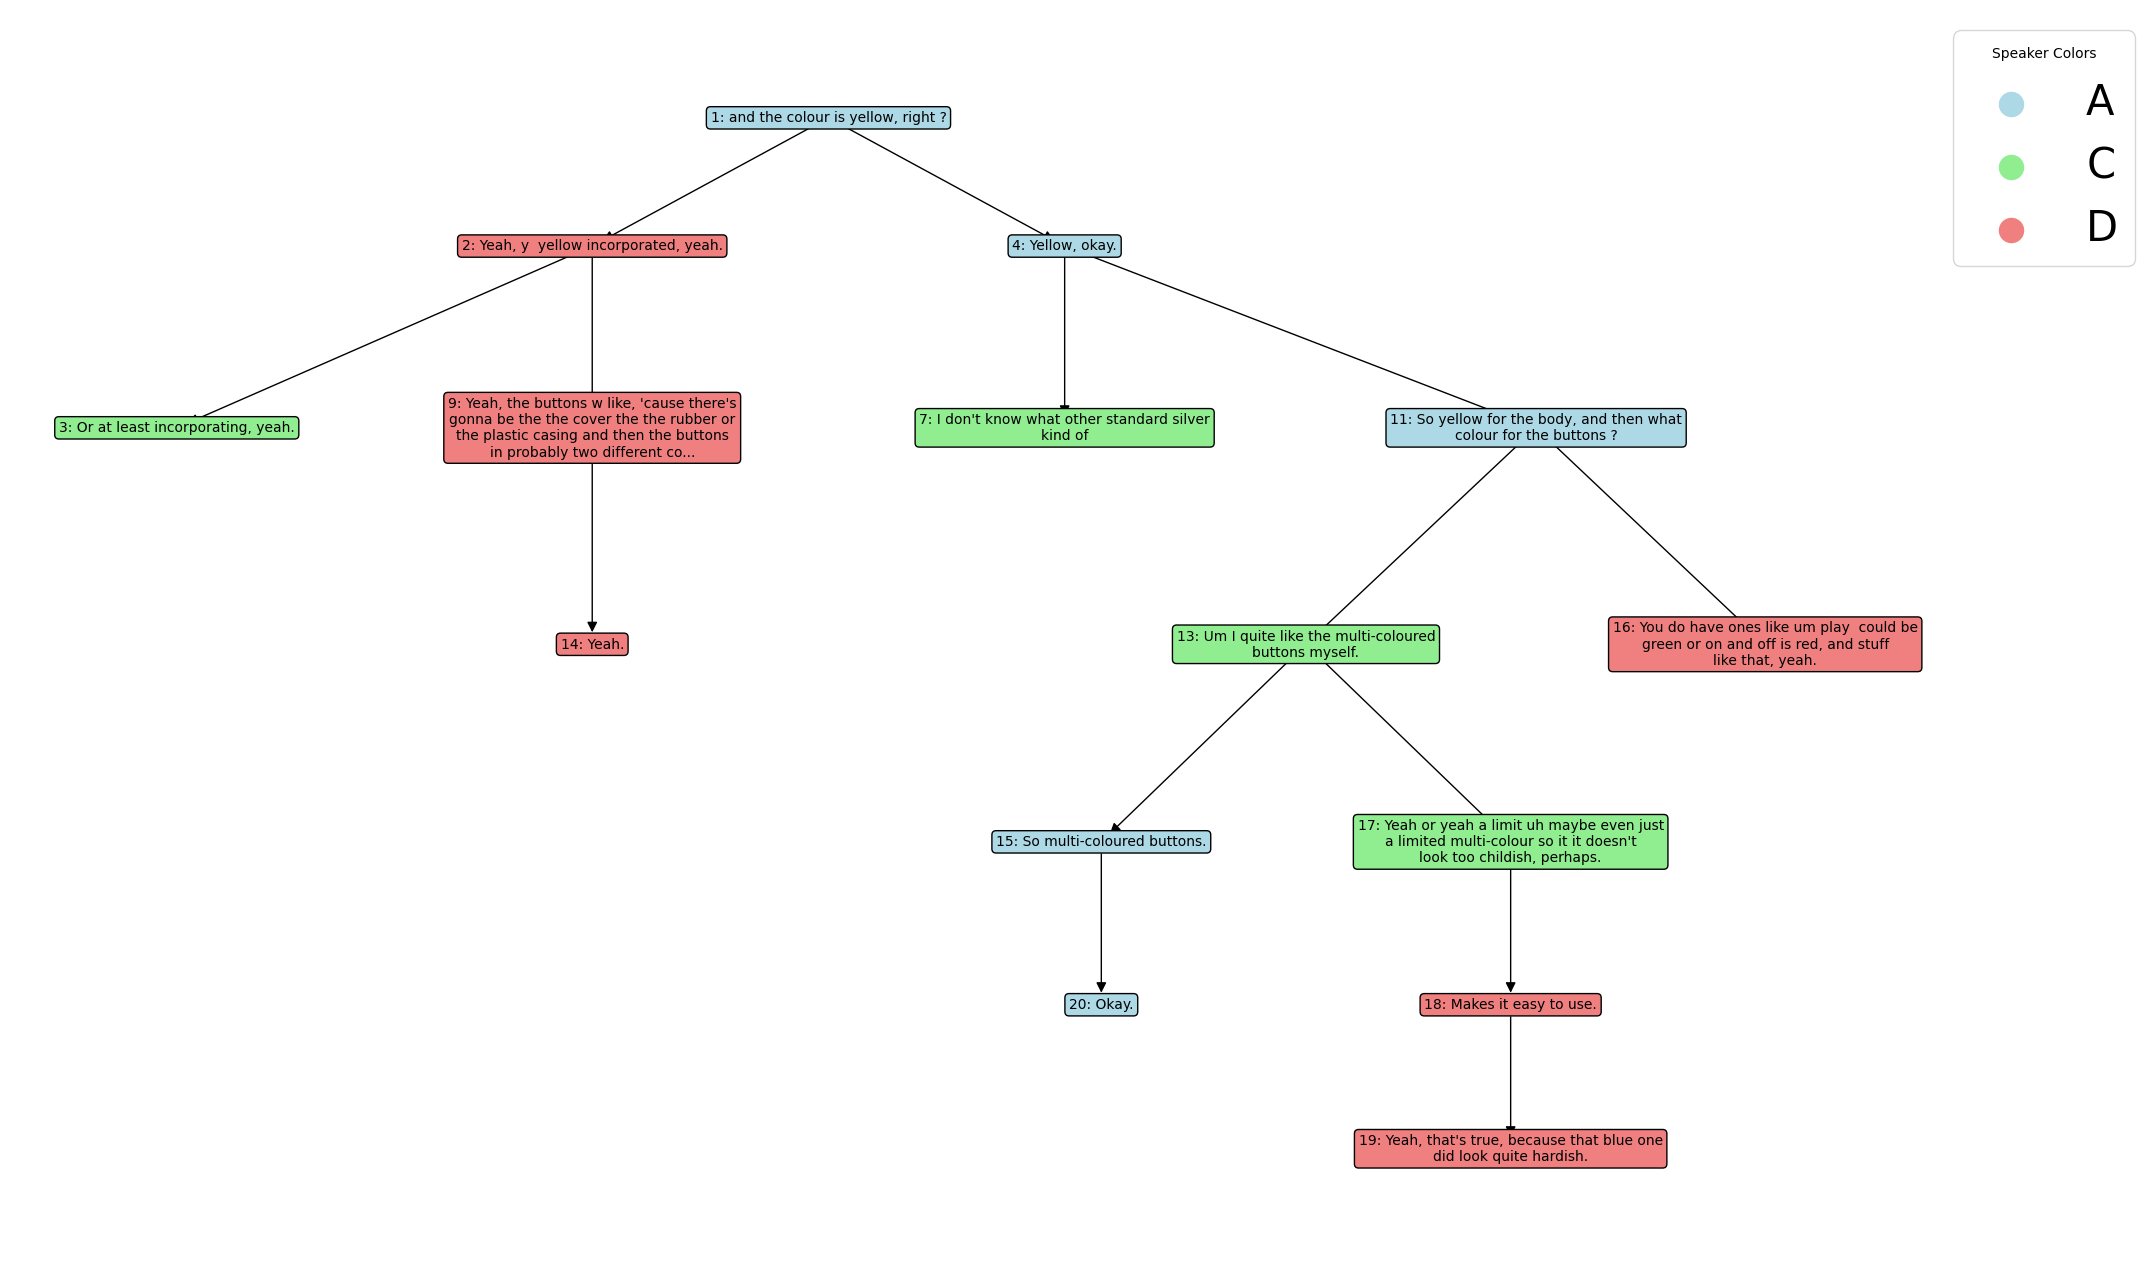 Speaker Colors
A
C
D
1: and the colour is yellow, right ?
2: Yeah, y  yellow incorporated, yeah.
4: Yellow, okay.
3: Or at least incorporating, yeah.
9: Yeah, the buttons w like, 'cause there's
gonna be the the cover the the rubber or
the plastic casing and then the buttons
in probably two different co...
7: I don't know what other standard silver
kind of
11: So yellow for the body, and then what
colour for the buttons ?
14: Yeah.
13: Um I quite like the multi-coloured
buttons myself.
16: You do have ones like um play  could be
green or on and off is red, and stuff
like that, yeah.
15: So multi-coloured buttons.
17: Yeah or yeah a limit uh maybe even just
a limited multi-colour so it it doesn't
look too childish, perhaps.
20: Okay.
18: Makes it easy to use.
19: Yeah, that's true, because that blue one
did look quite hardish.